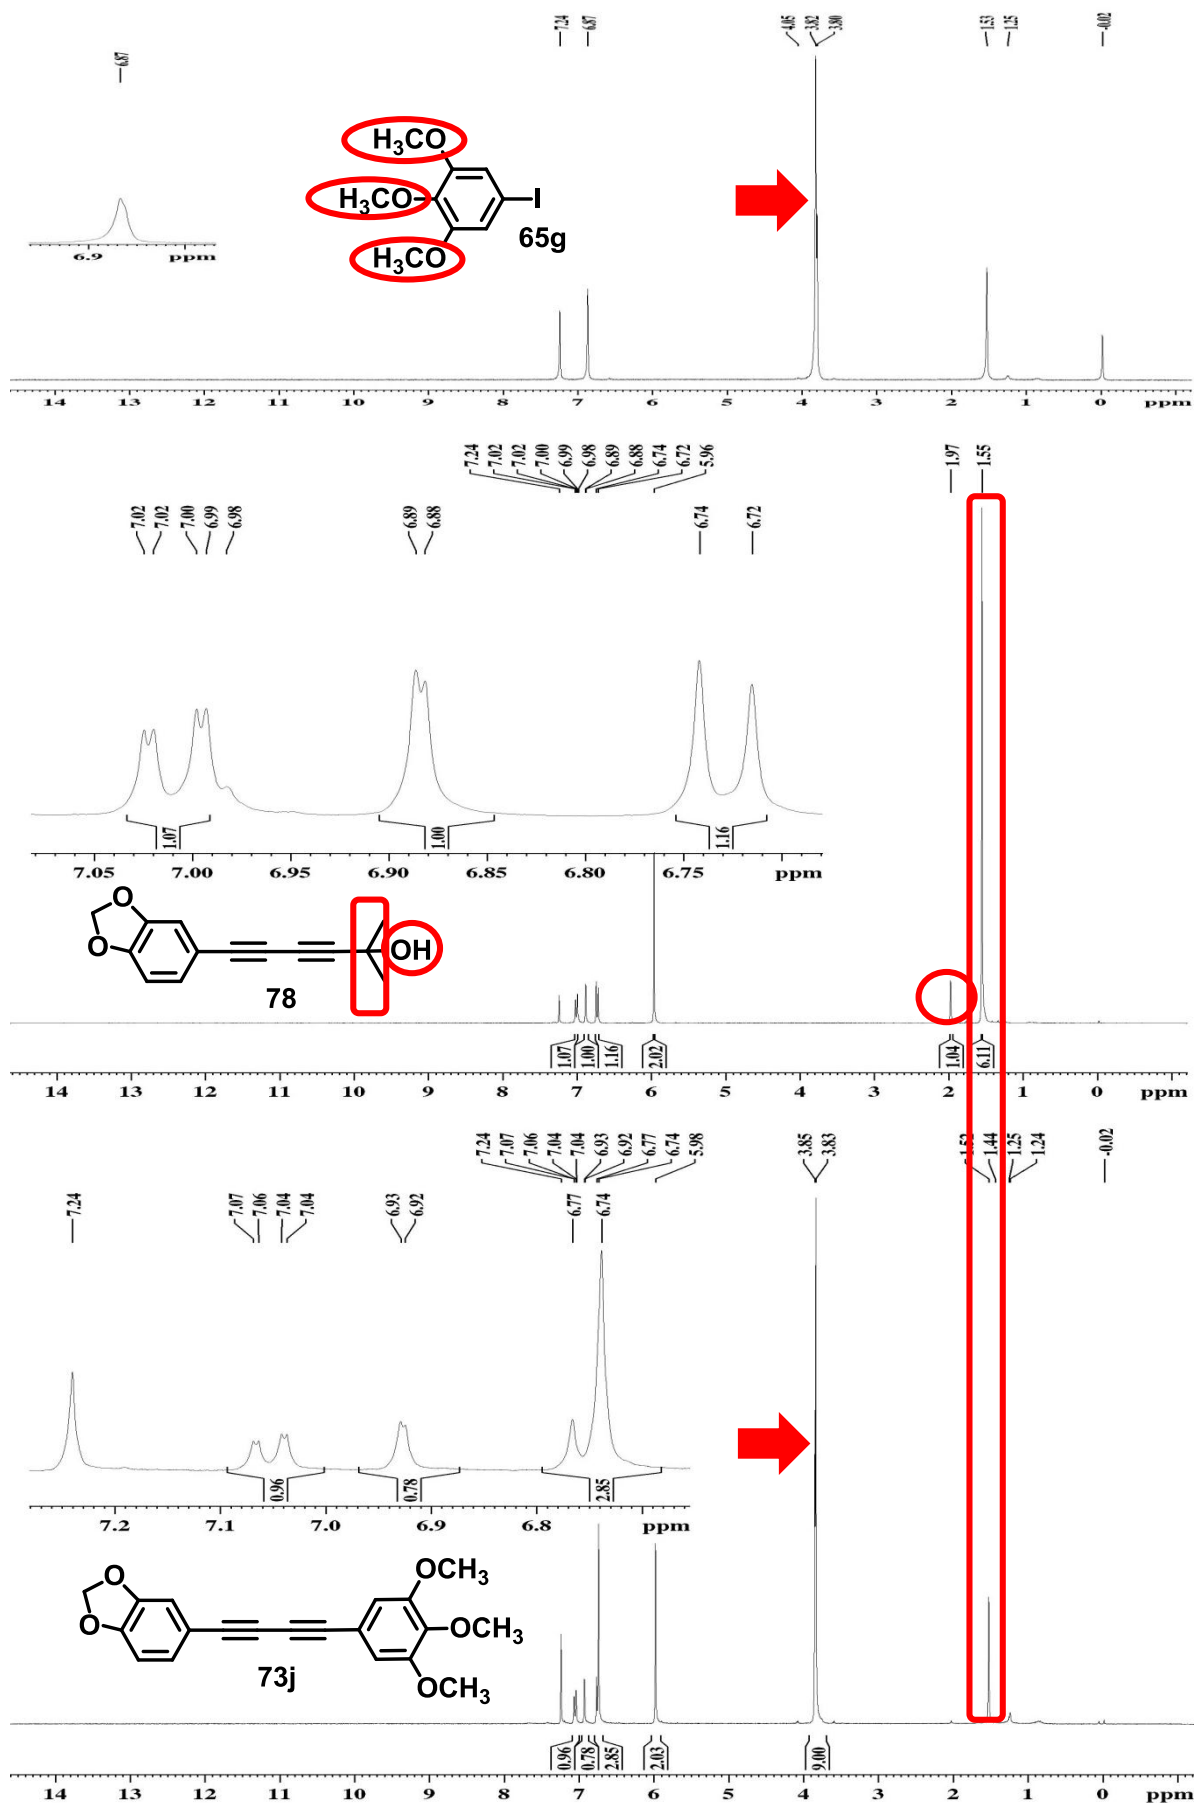 7.24 6.87 4.05 3.82 3.80 1.53 1.25 -0.02
6.87
H₃CO
H₃CO I
65g
H₃CO
6.9 ppm
14 13 12 11 10 9 8 7 6 5 4 3 2 1 0 ppm
7.24 7.02 7.02 7.00 6.99 6.98 6.89 6.88 6.74 6.72 5.96 1.97 1.55
7.02 7.02 7.00 6.99 6.98 6.89 6.88 6.74 6.72
1.07 1.00 1.16
7.05 7.00 6.95 6.90 6.85 6.80 6.75 ppm
O
O OH
78
1.07 1.00 1.16 2.02 1.04 6.11
14 13 12 11 10 9 8 7 6 5 4 3 2 1 0 ppm
7.24 7.07 7.06 7.04 7.04 6.93 6.92 6.77 6.74 5.98 3.85 3.83 1.52 1.44 1.25 1.24 -0.02
7.24 7.07 7.06 7.04 7.04 6.93 6.92 6.77 6.74
0.96 0.78 2.85
7.2 7.1 7.0 6.9 6.8 ppm
O OCH₃
O OCH₃
73j OCH₃
0.96 0.78 2.85 2.03 9.00
14 13 12 11 10 9 8 7 6 5 4 3 2 1 0 ppm